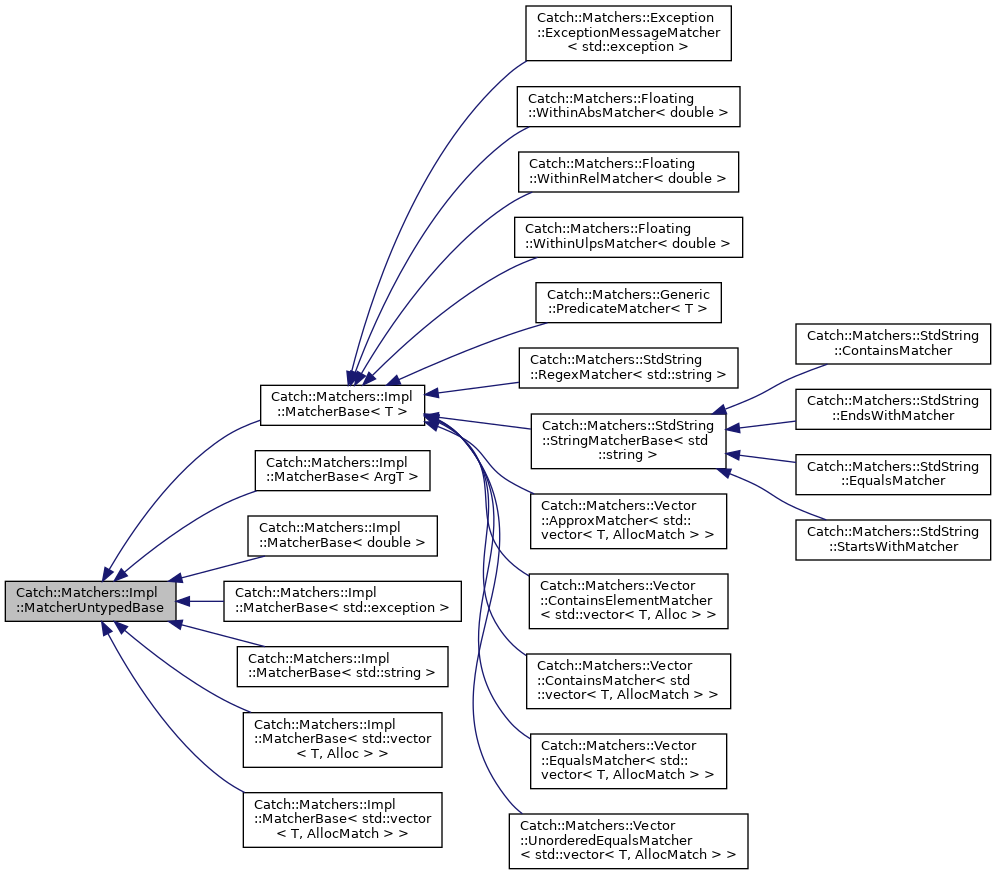 Catch::Matchers::Exception
::ExceptionMessageMatcher
< std::exception >
Catch::Matchers::Floating
::WithinAbsMatcher< double >
Catch::Matchers::Floating
::WithinRelMatcher< double >
Catch::Matchers::Floating
::WithinUlpsMatcher< double >
Catch::Matchers::Generic
::PredicateMatcher< T >
Catch::Matchers::StdString
::RegexMatcher< std::string >
Catch::Matchers::StdString
::StringMatcherBase< std
::string >
Catch::Matchers::StdString
::ContainsMatcher
Catch::Matchers::StdString
::EndsWithMatcher
Catch::Matchers::StdString
::EqualsMatcher
Catch::Matchers::StdString
::StartsWithMatcher
Catch::Matchers::Vector
::ApproxMatcher< std::
vector< T, AllocMatch > >
Catch::Matchers::Vector
::ContainsElementMatcher
< std::vector< T, Alloc > >
Catch::Matchers::Vector
::ContainsMatcher< std
::vector< T, AllocMatch > >
Catch::Matchers::Vector
::EqualsMatcher< std::
vector< T, AllocMatch > >
Catch::Matchers::Vector
::UnorderedEqualsMatcher
< std::vector< T, AllocMatch > >
Catch::Matchers::Impl
::MatcherBase< T >
Catch::Matchers::Impl
::MatcherBase< ArgT >
Catch::Matchers::Impl
::MatcherBase< double >
Catch::Matchers::Impl
::MatcherBase< std::exception >
Catch::Matchers::Impl
::MatcherBase< std::string >
Catch::Matchers::Impl
::MatcherBase< std::vector
< T, Alloc > >
Catch::Matchers::Impl
::MatcherBase< std::vector
< T, AllocMatch > >
Catch::Matchers::Impl
::MatcherUntypedBase